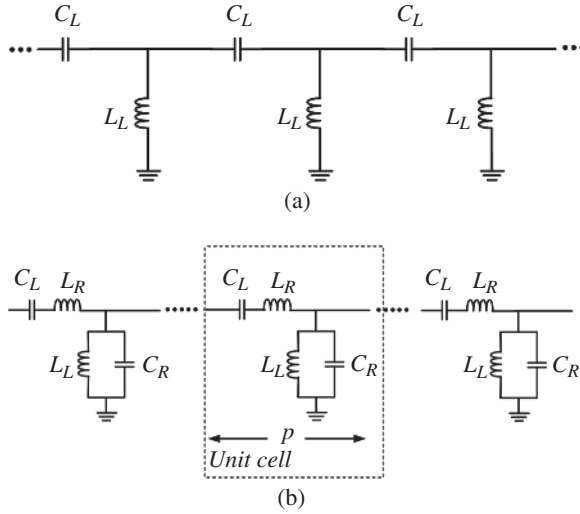 C_L C_L C_L
L_L L_L L_L
(a)
C_L L_R C_L L_R C_L L_R
L_L C_R L_L C_R L_L C_R
p
Unit cell
(b)